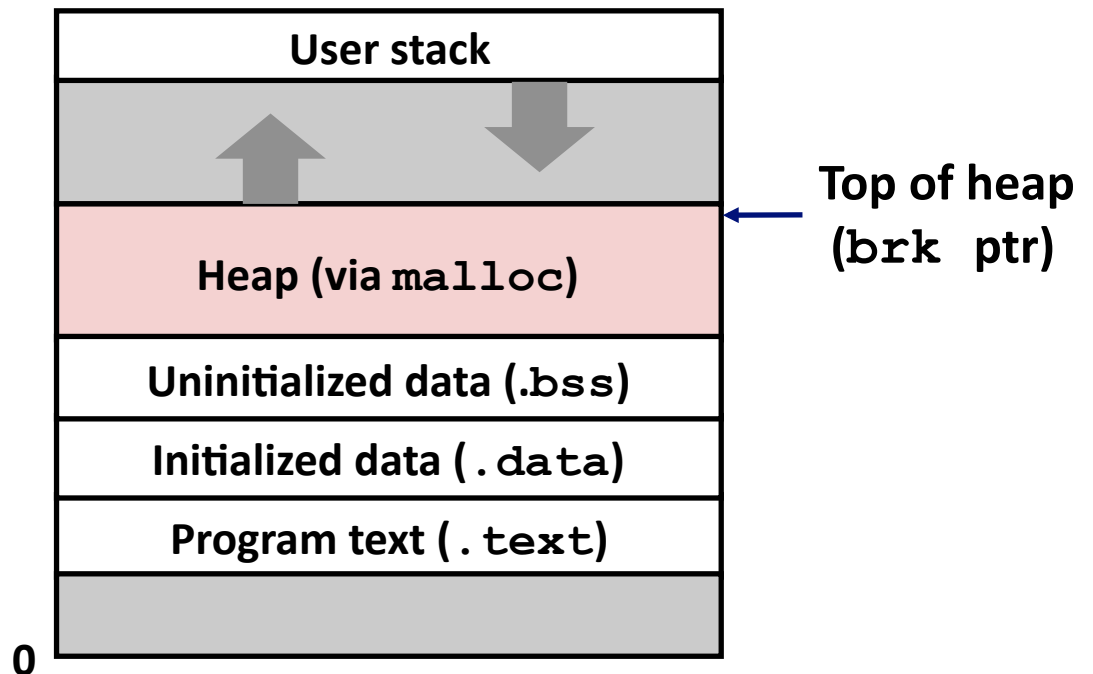 User stack
Top of heap
(brk ptr)
Heap (via malloc)
Uninitialized data (.bss)
Initialized data (.data)
Program text (.text)
0